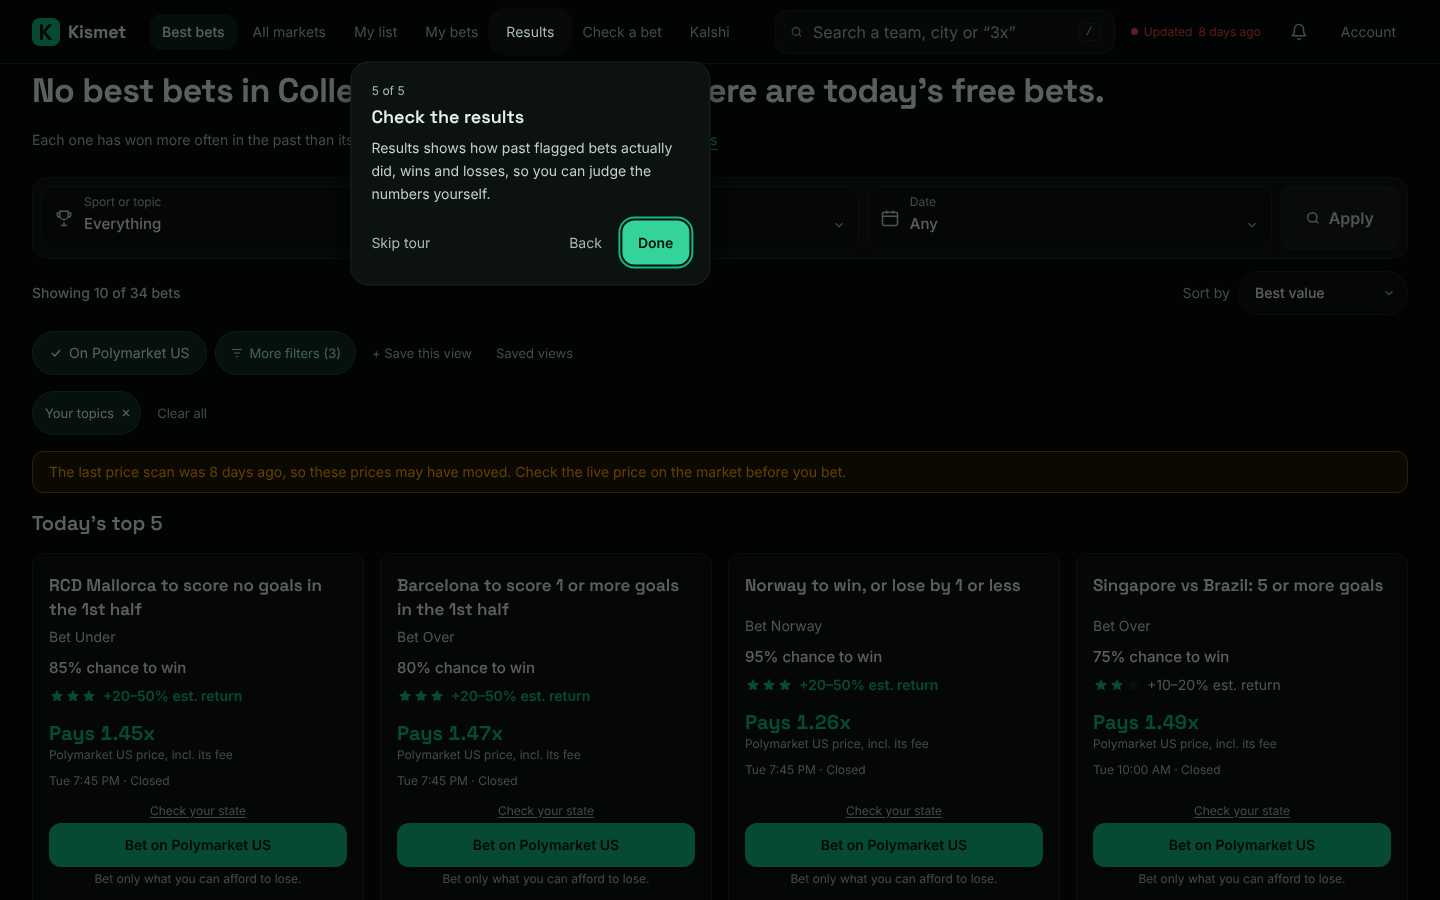 K Kismet
Best bets
All markets
My list
My bets
Results
Check a bet
Kalshi
Search a team, city or “3x”
/
Updated 8 days ago
Account
No best bets in Colle
ere are today’s free bets.
Each one has won more often in the past than its
s
5 of 5
Check the results
Results shows how past flagged bets actually
did, wins and losses, so you can judge the
numbers yourself.
Skip tour
Back
Done
Sport or topic
Everything
Date
Any
Apply
Showing 10 of 34 bets
Sort by
Best value
On Polymarket US
More filters (3)
+ Save this view
Saved views
Your topics ×
Clear all
The last price scan was 8 days ago, so these prices may have moved. Check the live price on the market before you bet.
Today’s top 5
RCD Mallorca to score no goals in
the 1st half
Bet Under
85% chance to win
+20–50% est. return
Pays 1.45x
Polymarket US price, incl. its fee
Tue 7:45 PM · Closed
Check your state
Bet on Polymarket US
Bet only what you can afford to lose.
Barcelona to score 1 or more goals
in the 1st half
Bet Over
80% chance to win
+20–50% est. return
Pays 1.47x
Polymarket US price, incl. its fee
Tue 7:45 PM · Closed
Check your state
Bet on Polymarket US
Bet only what you can afford to lose.
Norway to win, or lose by 1 or less
Bet Norway
95% chance to win
+20–50% est. return
Pays 1.26x
Polymarket US price, incl. its fee
Tue 7:45 PM · Closed
Check your state
Bet on Polymarket US
Bet only what you can afford to lose.
Singapore vs Brazil: 5 or more goals
Bet Over
75% chance to win
+10–20% est. return
Pays 1.49x
Polymarket US price, incl. its fee
Tue 10:00 AM · Closed
Check your state
Bet on Polymarket US
Bet only what you can afford to lose.